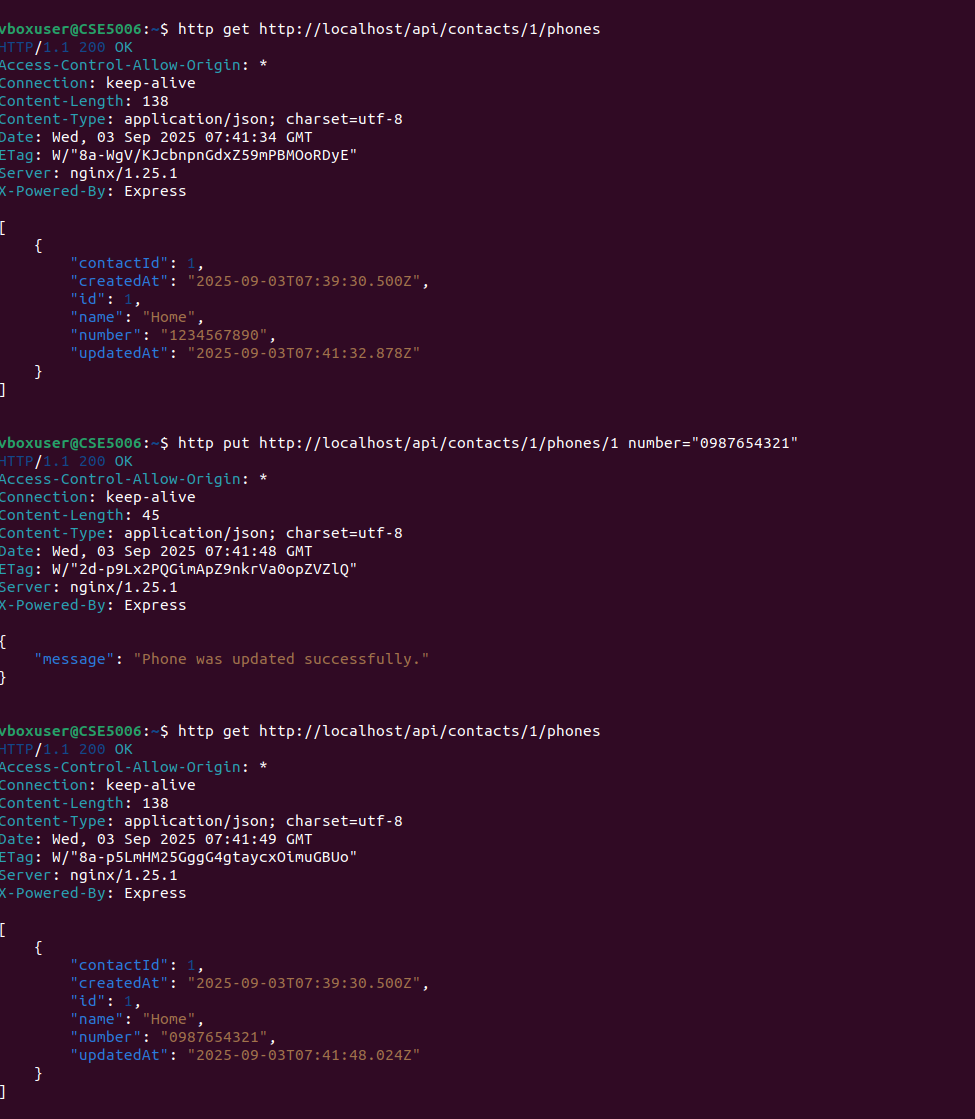 vboxuser@CSE5006:~$ http get http://localhost/api/contacts/1/phones
HTTP/1.1 200 OK
Access-Control-Allow-Origin: *
Connection: keep-alive
Content-Length: 138
Content-Type: application/json; charset=utf-8
Date: Wed, 03 Sep 2025 07:41:34 GMT
ETag: W/"8a-WgV/KJcbnpnGdxZ59mPBMOoRDyE"
Server: nginx/1.25.1
X-Powered-By: Express
[
    {
        "contactId": 1,
        "createdAt": "2025-09-03T07:39:30.500Z",
        "id": 1,
        "name": "Home",
        "number": "1234567890",
        "updatedAt": "2025-09-03T07:41:32.878Z"
    }
]
vboxuser@CSE5006:~$ http put http://localhost/api/contacts/1/phones/1 number="0987654321"
HTTP/1.1 200 OK
Access-Control-Allow-Origin: *
Connection: keep-alive
Content-Length: 45
Content-Type: application/json; charset=utf-8
Date: Wed, 03 Sep 2025 07:41:48 GMT
ETag: W/"2d-p9Lx2PQGimApZ9nkrVa0opZVZlQ"
Server: nginx/1.25.1
X-Powered-By: Express
{
    "message": "Phone was updated successfully."
}
vboxuser@CSE5006:~$ http get http://localhost/api/contacts/1/phones
HTTP/1.1 200 OK
Access-Control-Allow-Origin: *
Connection: keep-alive
Content-Length: 138
Content-Type: application/json; charset=utf-8
Date: Wed, 03 Sep 2025 07:41:49 GMT
ETag: W/"8a-p5LmHM25GggG4gtaycxOimuGBUo"
Server: nginx/1.25.1
X-Powered-By: Express
[
    {
        "contactId": 1,
        "createdAt": "2025-09-03T07:39:30.500Z",
        "id": 1,
        "name": "Home",
        "number": "0987654321",
        "updatedAt": "2025-09-03T07:41:48.024Z"
    }
]